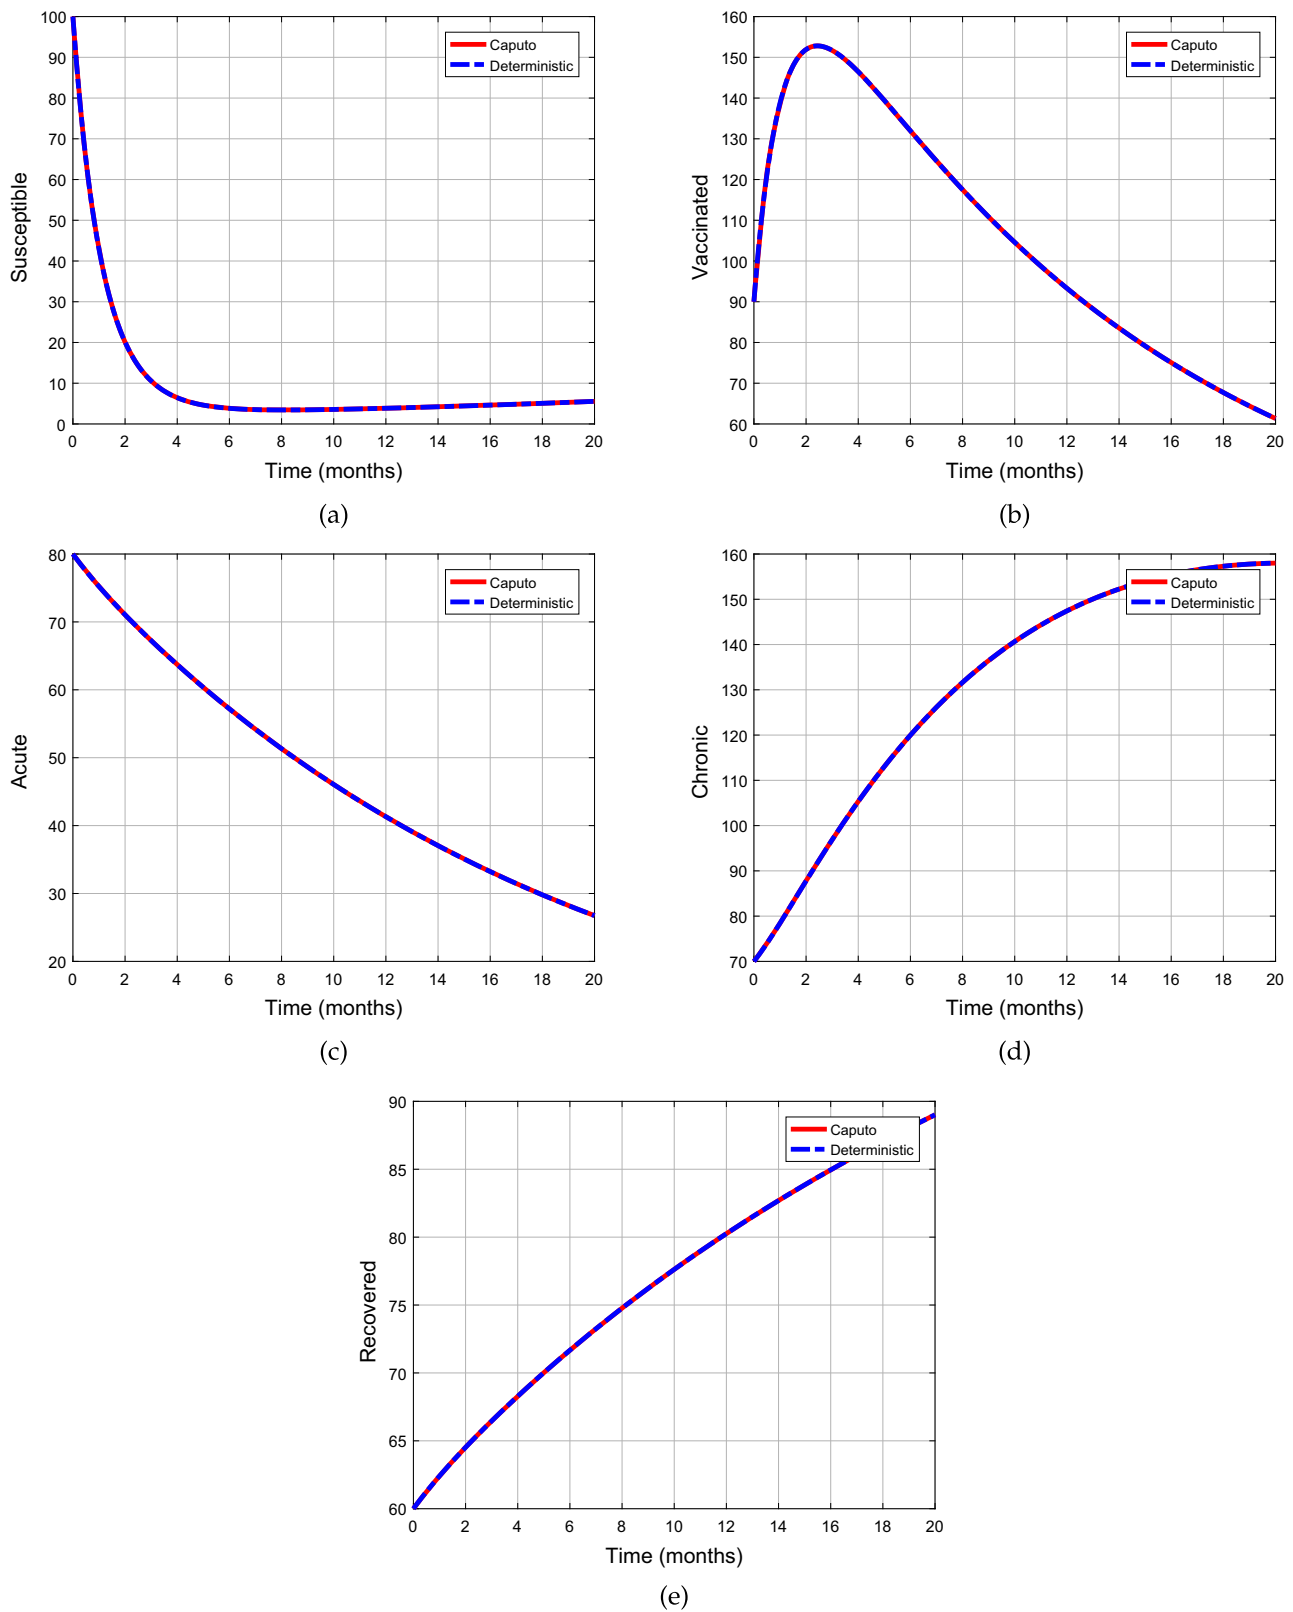 100
90
80
70
60
50
40
30
20
10
0
Susceptible
Caputo
Deterministic
0 2 4 6 8 10 12 14 16 18 20
Time (months)
(a)
160
150
140
130
120
110
100
90
80
70
60
Vaccinated
Caputo
Deterministic
0 2 4 6 8 10 12 14 16 18 20
Time (months)
(b)
80
70
60
50
40
30
20
Acute
Caputo
Deterministic
0 2 4 6 8 10 12 14 16 18 20
Time (months)
(c)
160
150
140
130
120
110
100
90
80
70
Chronic
Caputo
Deterministic
0 2 4 6 8 10 12 14 16 18 20
Time (months)
(d)
90
85
80
75
70
65
60
Recovered
Caputo
Deterministic
0 2 4 6 8 10 12 14 16 18 20
Time (months)
(e)